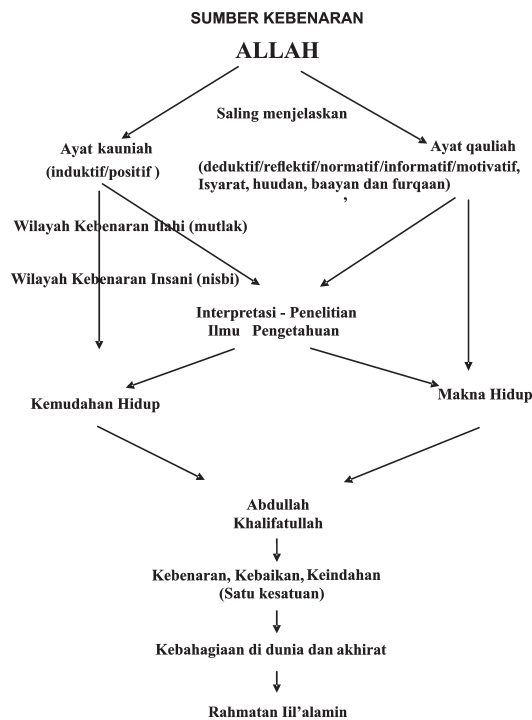 SUMBER KEBENARAN
ALLAH
Saling menjelaskan
Ayat kauniah
(induktif/positif )
Ayat qauliah
(deduktif/reflektif/normatif/informatif/motivatif,
Isyarat, huudan, baayan dan furqaan)
,
Wilayah Kebenaran Ilahi (mutlak)
Wilayah Kebenaran Insani (nisbi)
Interpretasi - Penelitian
Ilmu Pengetahuan
Kemudahan Hidup
Makna Hidup
Abdullah
Khalifatullah
Kebenaran, Kebaikan, Keindahan
(Satu kesatuan)
Kebahagiaan di dunia dan akhirat
Rahmatan Iil’alamin